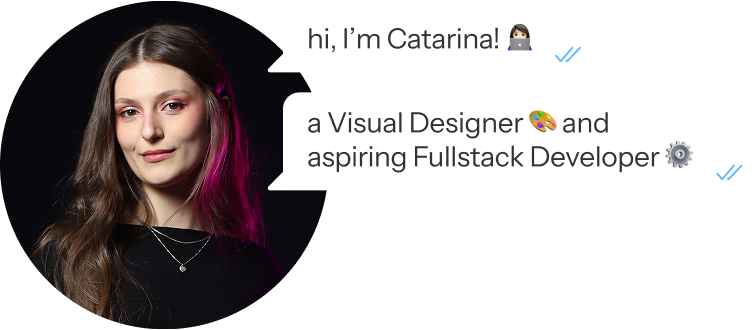 hi, I’m Catarina! 👩🏻‍💻
a Visual Designer 🎨 and
aspiring Fullstack Developer ⚙️